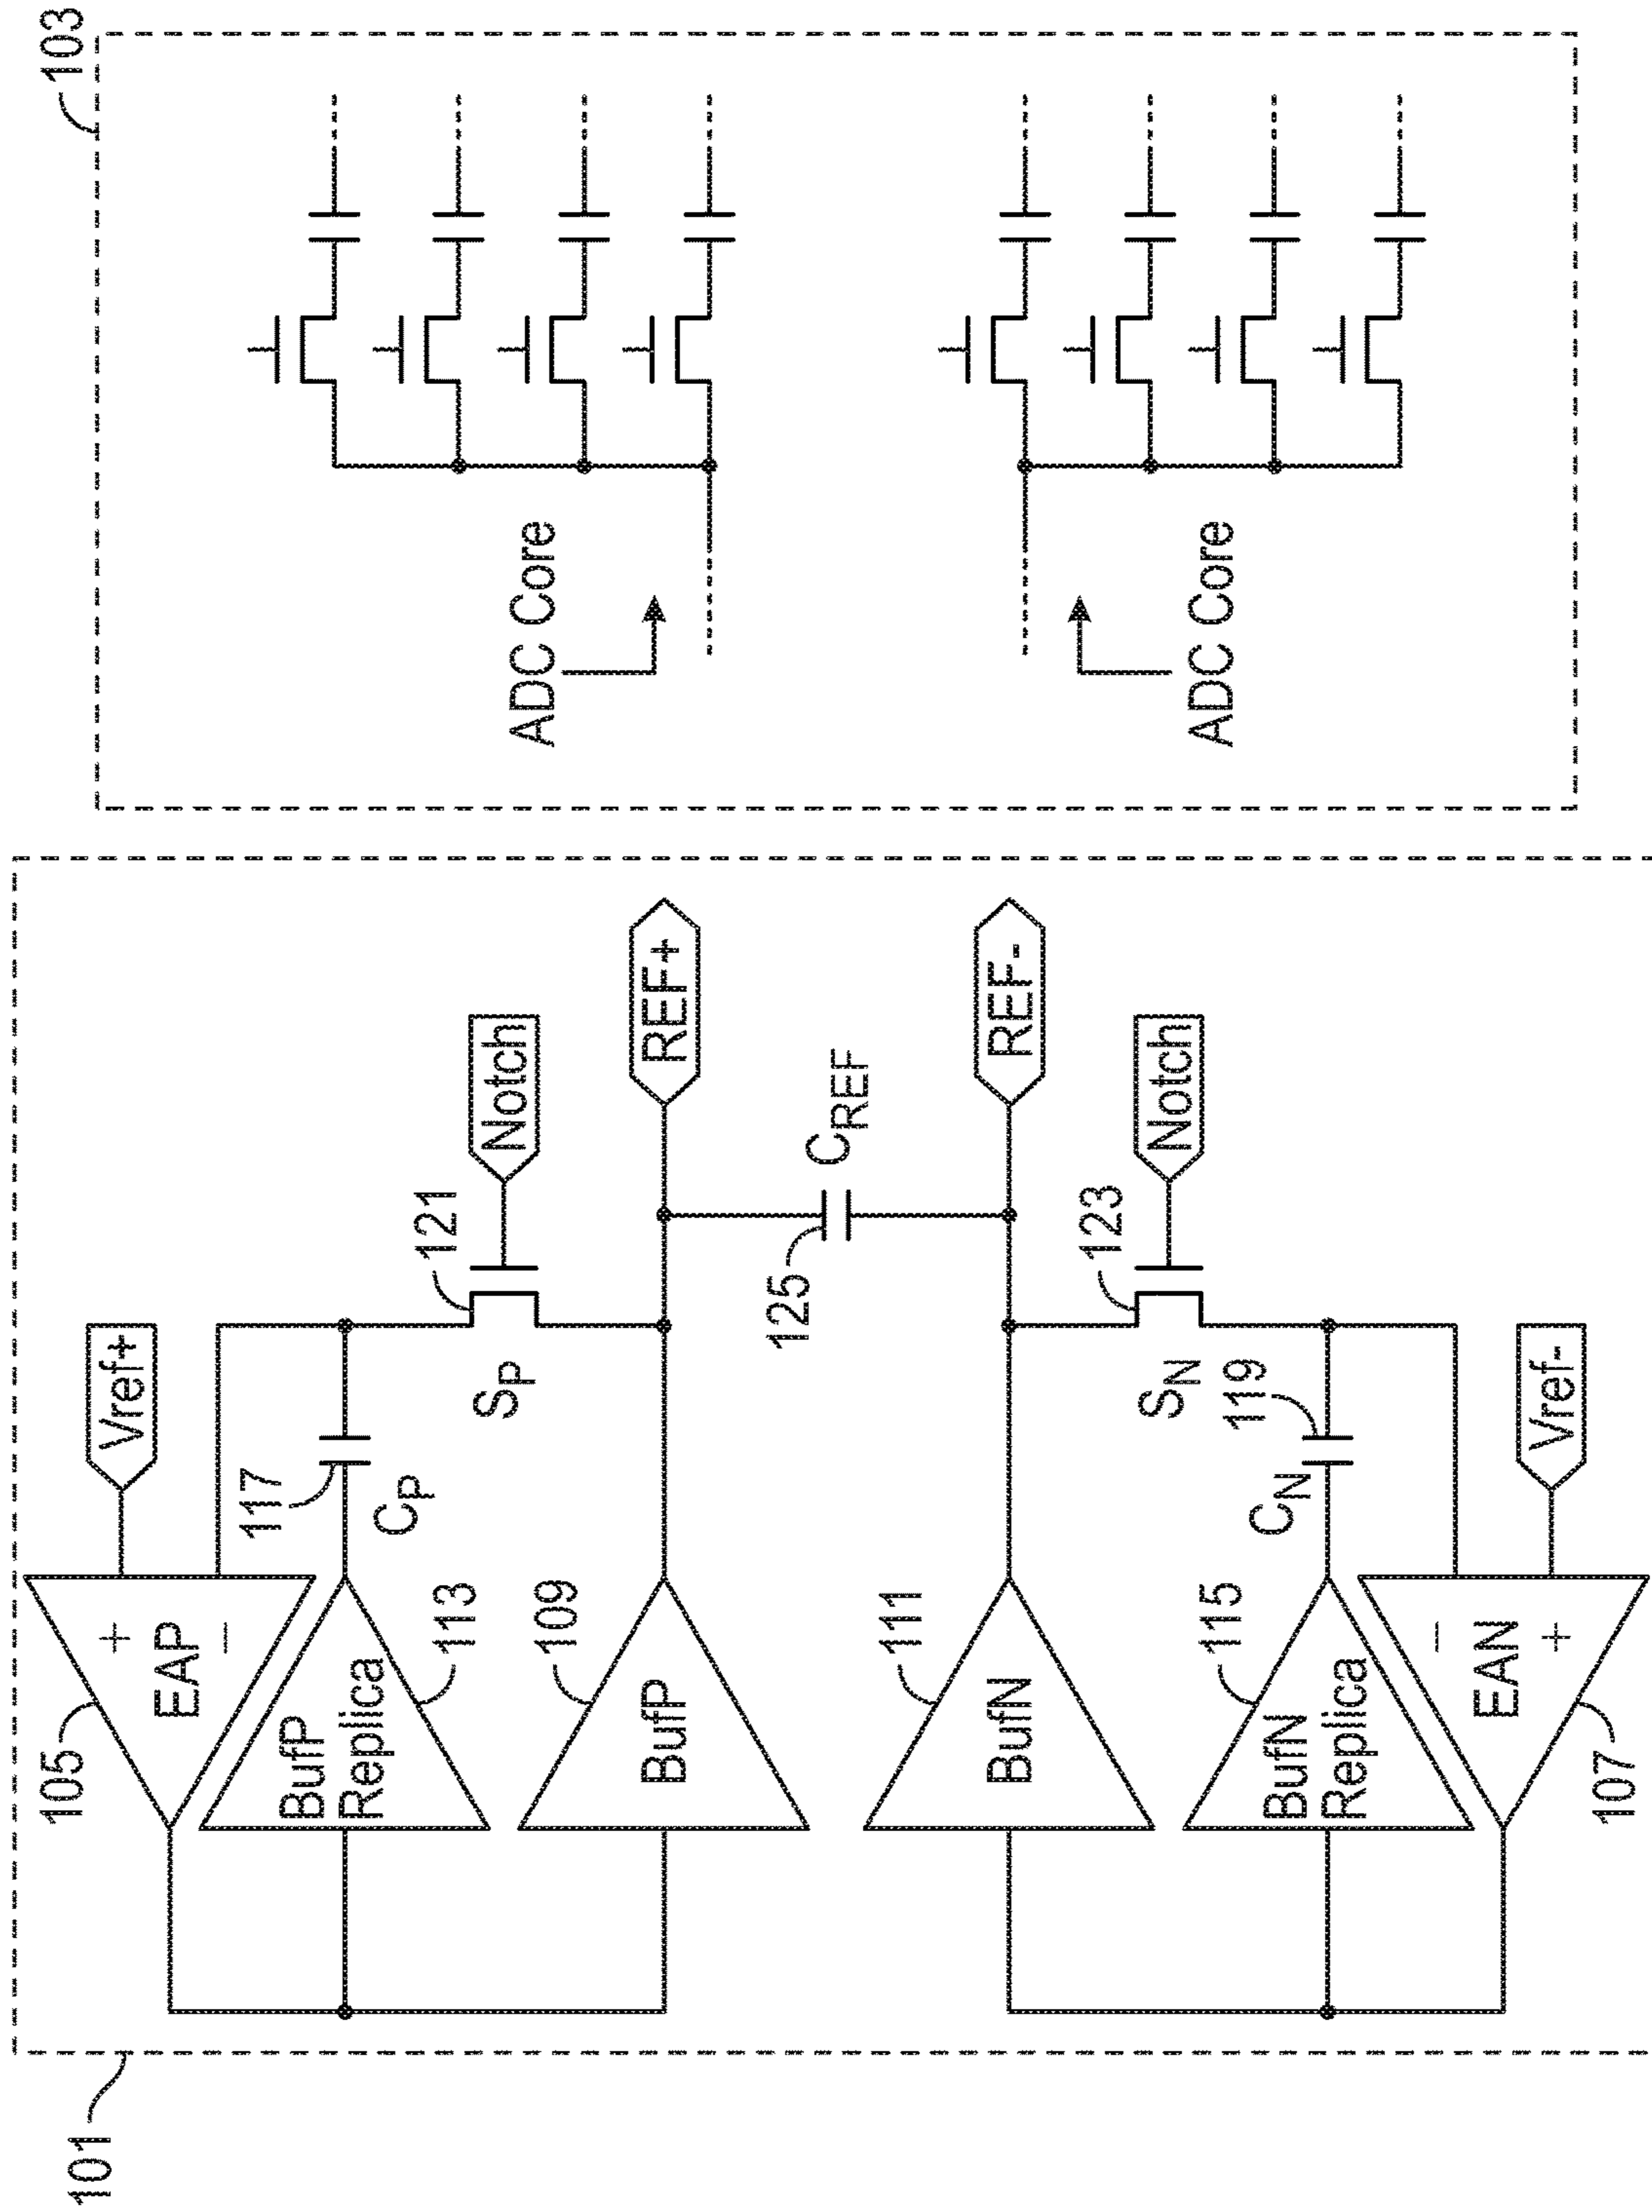 101
103
105
Vref+
+
EAP
−
117
CP
BufP
Replica
113
121
SP
Notch
109
BufP
REF+
125
CREF
111
BufN
REF-
123
SN
Notch
115
BufN
Replica
CN
119
−
EAN
+
Vref-
107
ADC Core
ADC Core